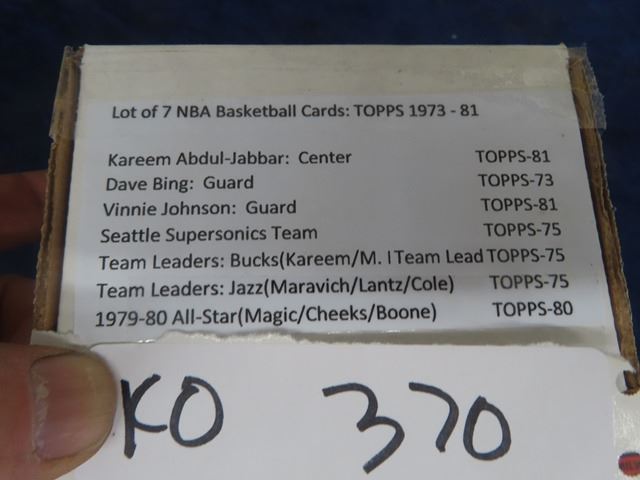 Lot of 7 NBA Basketball Cards: TOPPS 1973 - 81
Kareem Abdul-Jabbar: Center TOPPS-81
Dave Bing: Guard TOPPS-73
Vinnie Johnson: Guard TOPPS-81
Seattle Supersonics Team TOPPS-75
Team Leaders: Bucks(Kareem/M. I Team Lead TOPPS-75
Team Leaders: Jazz(Maravich/Lantz/Cole) TOPPS-75
1979-80 All-Star(Magic/Cheeks/Boone) TOPPS-80
KO 370